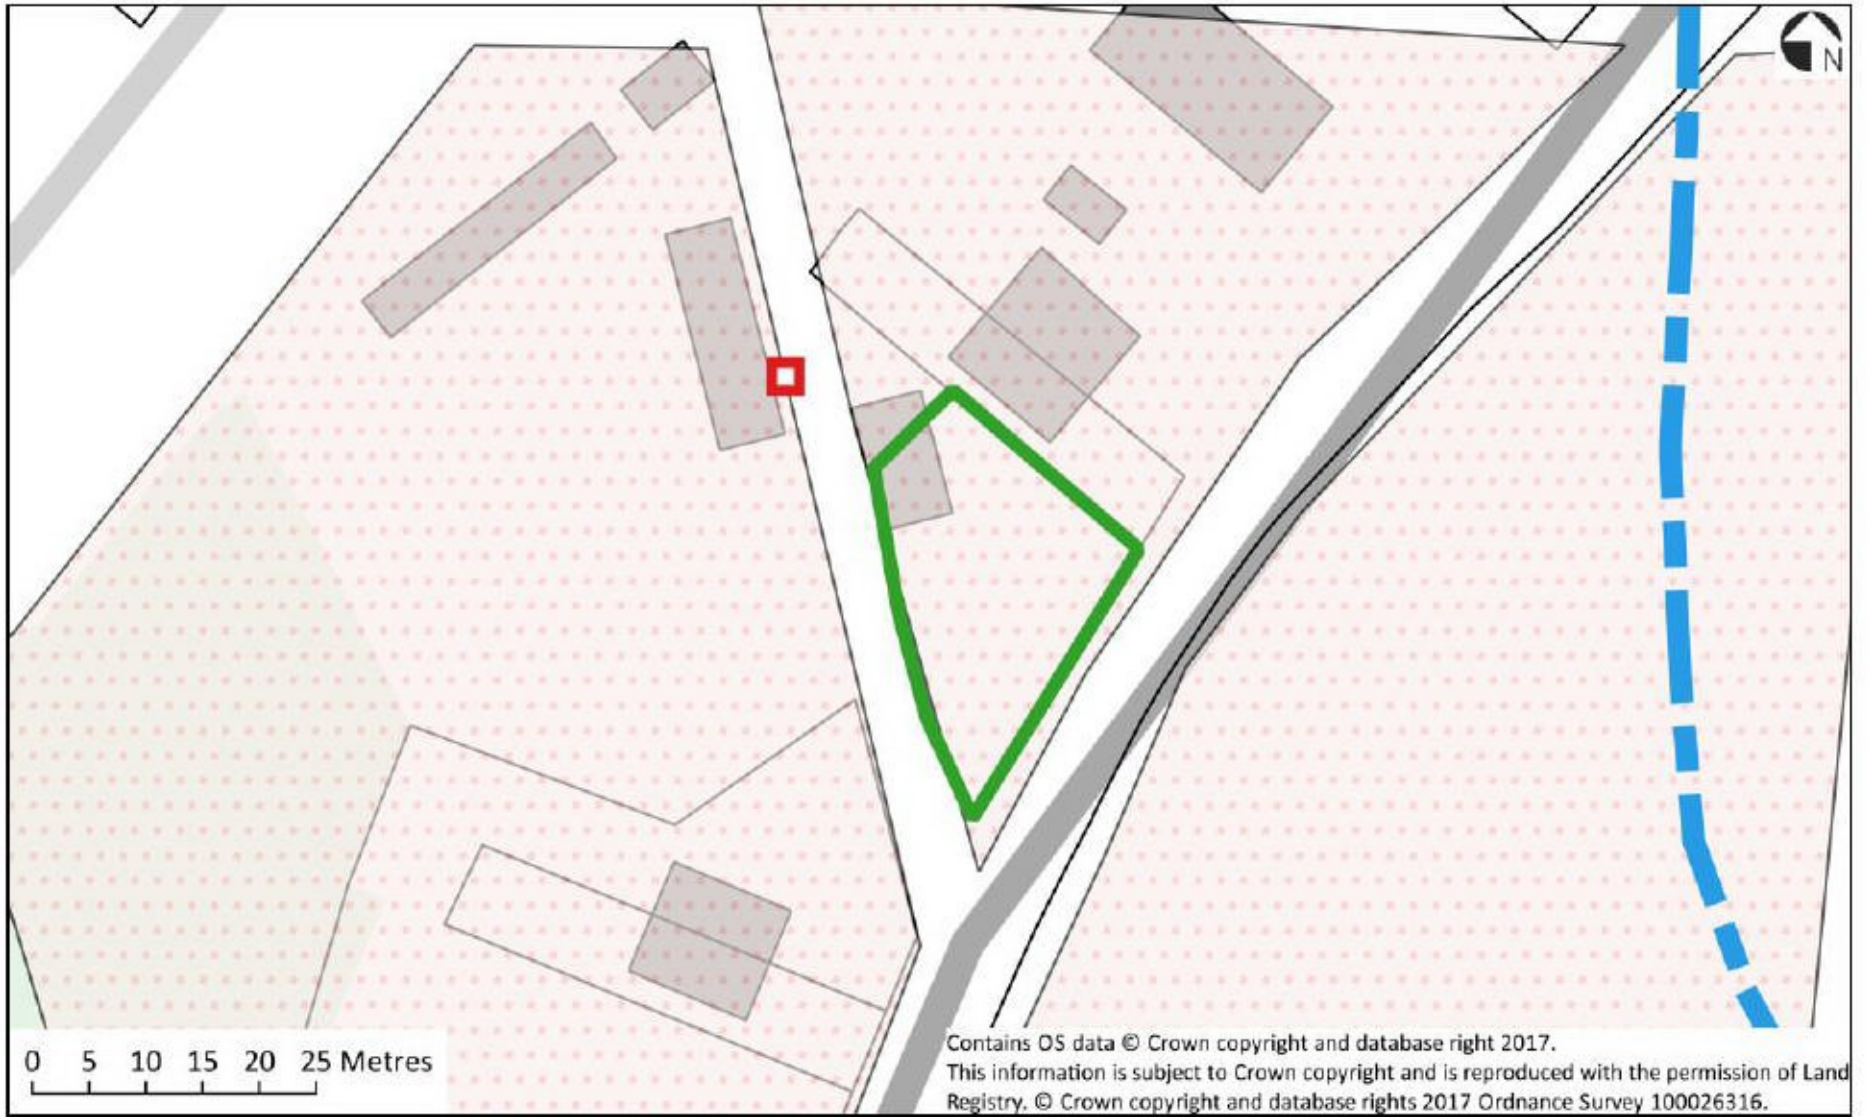 N
0 5 10 15 20 25 Metres
Contains OS data © Crown copyright and database right 2017.
This information is subject to Crown copyright and is reproduced with the permission of Land
Registry. © Crown copyright and database rights 2017 Ordnance Survey 100026316.